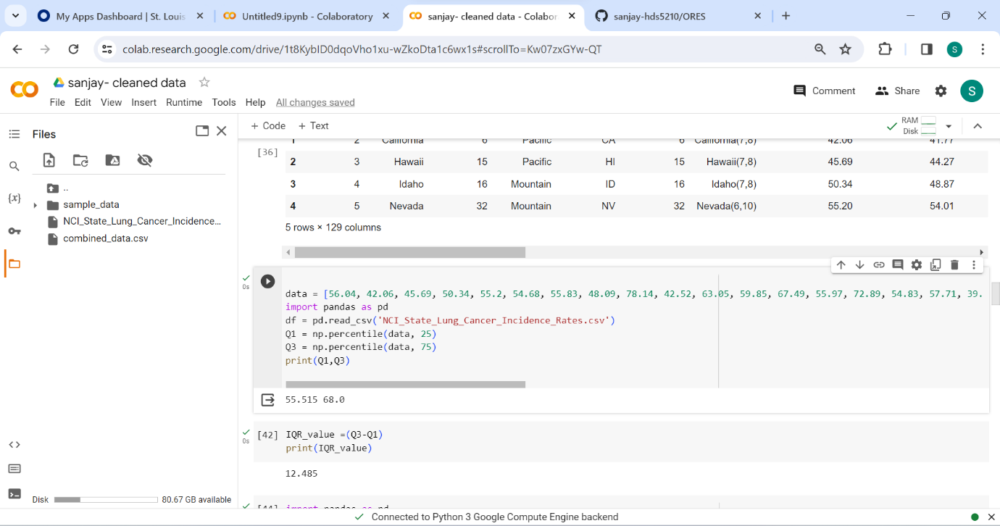 My Apps Dashboard | St. Louis
Untitled9.ipynb - Colaboratory
sanjay- cleaned data - Colabor
sanjay-hds5210/ORES
colab.research.google.com/drive/1t8KybID0dqoVho1xu-wZkoDta1c6wx1s#scrollTo=Kw07zxGYw-QT
S
sanjay- cleaned data
File Edit View Insert Runtime Tools Help All changes saved
Comment Share S
Files
+ Code + Text
RAM
Disk
..
sample_data
NCI_State_Lung_Cancer_Incidence...
combined_data.csv
{x}
[36]
1 2 California 6 Pacific CA 6 California(7,8) 42.06 41.77
2 3 Hawaii 15 Pacific HI 15 Hawaii(7,8) 45.69 44.27
3 4 Idaho 16 Mountain ID 16 Idaho(7,8) 50.34 48.87
4 5 Nevada 32 Mountain NV 32 Nevada(6,10) 55.20 54.01
5 rows × 129 columns
0s
data = [56.04, 42.06, 45.69, 50.34, 55.2, 54.68, 55.83, 48.09, 78.14, 42.52, 63.05, 59.85, 67.49, 55.97, 72.89, 54.83, 57.71, 39.
import pandas as pd
df = pd.read_csv('NCI_State_Lung_Cancer_Incidence_Rates.csv')
Q1 = np.percentile(data, 25)
Q3 = np.percentile(data, 75)
print(Q1,Q3)
55.515 68.0
0s
[42] IQR_value =(Q3-Q1)
print(IQR_value)
12.485
[44] import pandas as pd
Disk 80.67 GB available
Connected to Python 3 Google Compute Engine backend